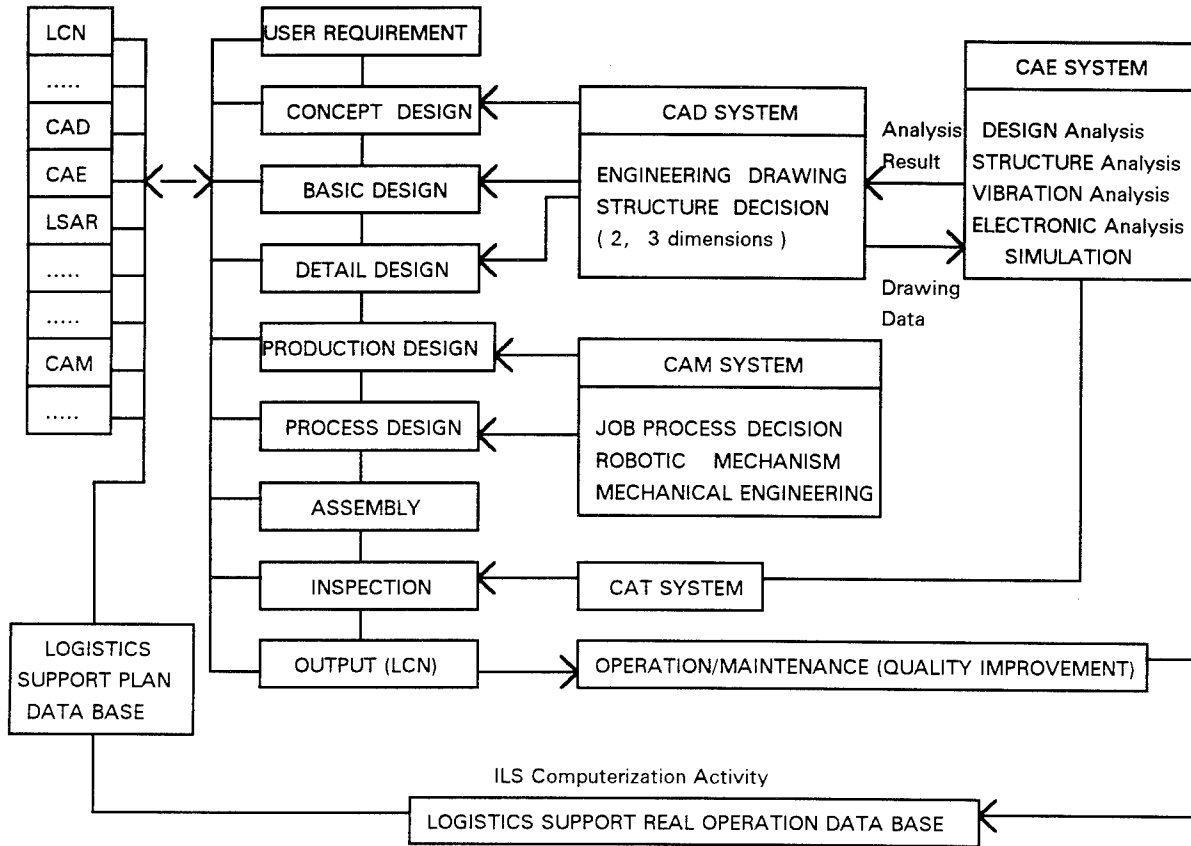 LCN
.....
CAD
CAE
LSAR
.....
.....
CAM
.....
USER REQUIREMENT
CONCEPT DESIGN
BASIC DESIGN
DETAIL DESIGN
PRODUCTION DESIGN
PROCESS DESIGN
ASSEMBLY
INSPECTION
OUTPUT (LCN)
CAD SYSTEM
ENGINEERING DRAWING
STRUCTURE DECISION
( 2, 3 dimensions )
Analysis
Result
Drawing
Data
CAE SYSTEM
DESIGN Analysis
STRUCTURE Analysis
VIBRATION Analysis
ELECTRONIC Analysis
SIMULATION
CAM SYSTEM
JOB PROCESS DECISION
ROBOTIC MECHANISM
MECHANICAL ENGINEERING
CAT SYSTEM
OPERATION/MAINTENANCE (QUALITY IMPROVEMENT)
LOGISTICS
SUPPORT PLAN
DATA BASE
ILS Computerization Activity
LOGISTICS SUPPORT REAL OPERATION DATA BASE